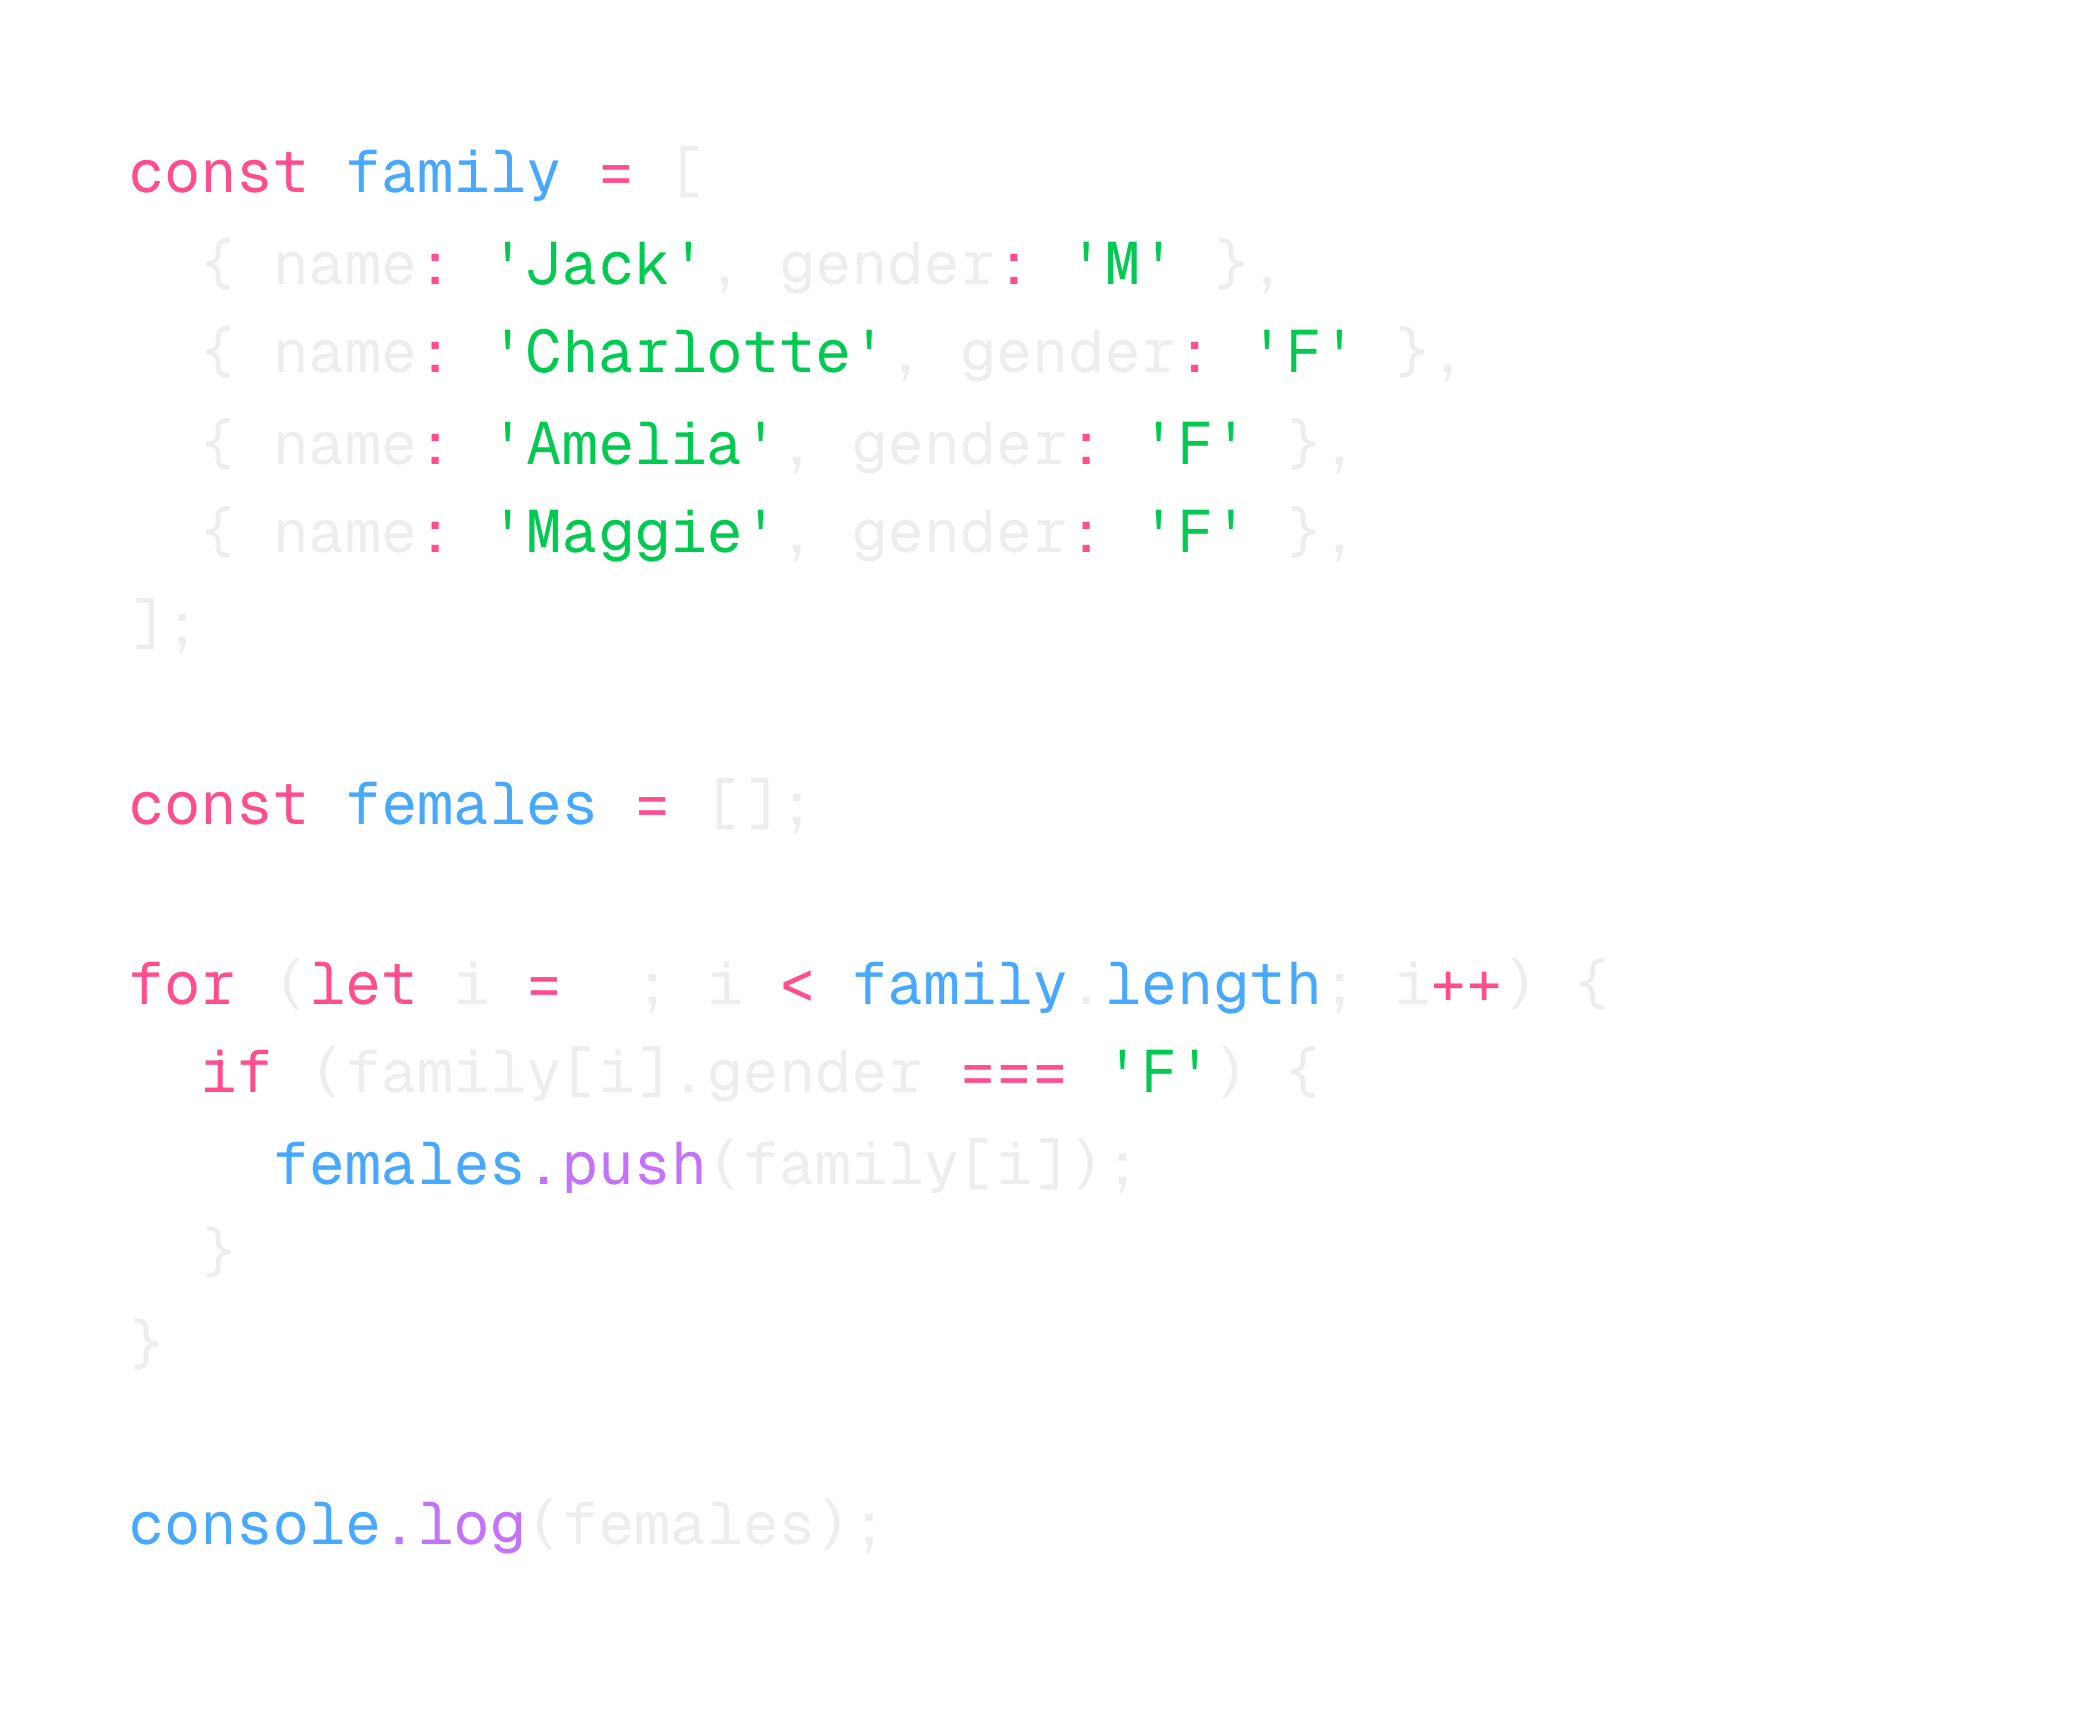 const family = [
  { name: 'Jack', gender: 'M' },
  { name: 'Charlotte', gender: 'F' },
  { name: 'Amelia', gender: 'F' },
  { name: 'Maggie', gender: 'F' },
];
const females = [];
for (let i =  ; i < family.length; i++) {
  if (family[i].gender === 'F') {
    females.push(family[i]);
  }
}
console.log(females);